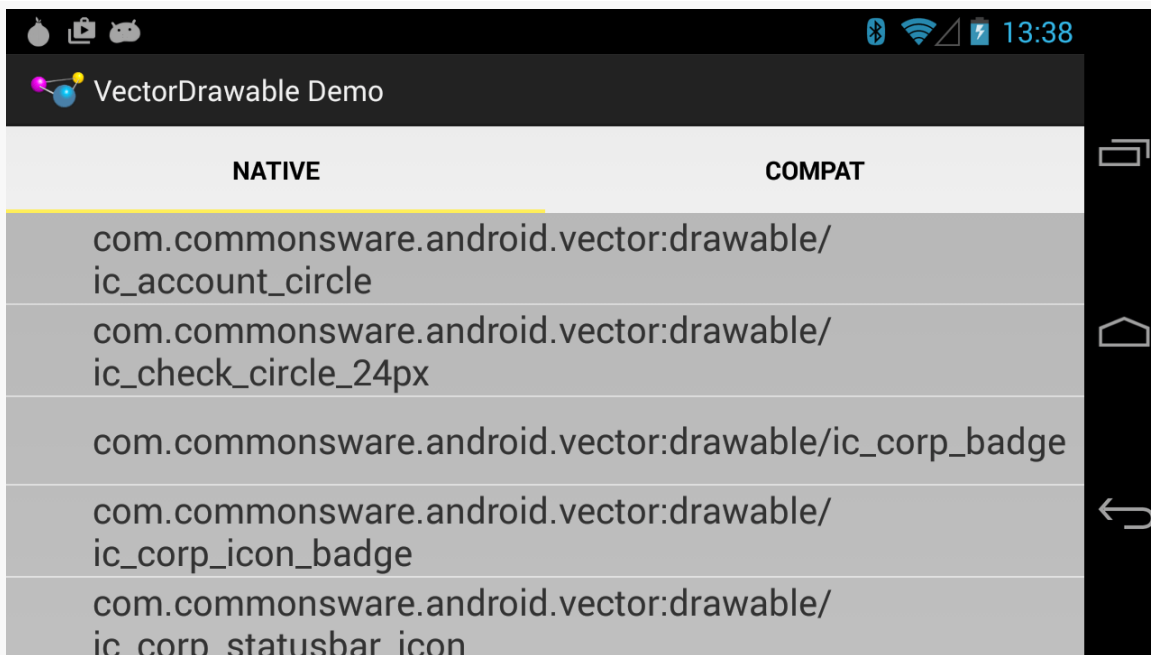 13:38
VectorDrawable Demo
NATIVE
COMPAT
com.commonsware.android.vector:drawable/
ic_account_circle
com.commonsware.android.vector:drawable/
ic_check_circle_24px
com.commonsware.android.vector:drawable/ic_corp_badge
com.commonsware.android.vector:drawable/
ic_corp_icon_badge
com.commonsware.android.vector:drawable/
ic_corp_statusbar_icon